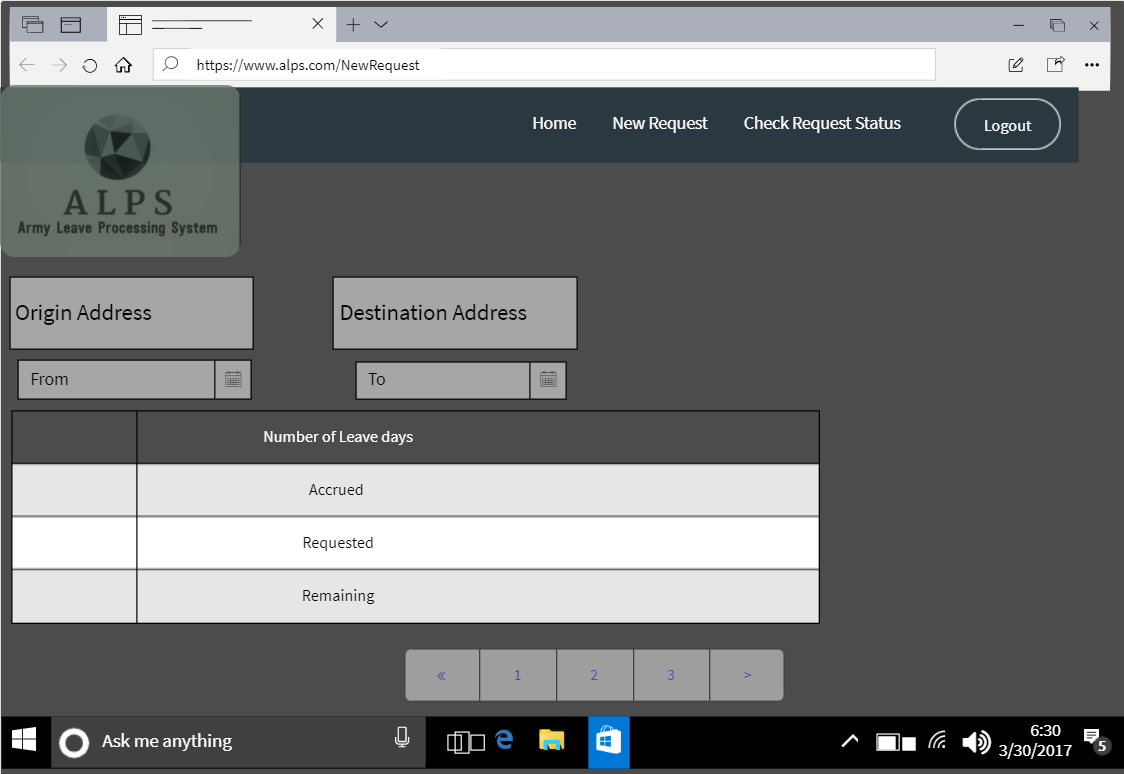 https://www.alps.com/NewRequest
Home New Request Check Request Status Logout
ALPS
Army Leave Processing System
Origin Address Destination Address
From To
Number of Leave days
Accrued
Requested
Remaining
« 1 2 3 >
Ask me anything
6:30
3/30/2017
5